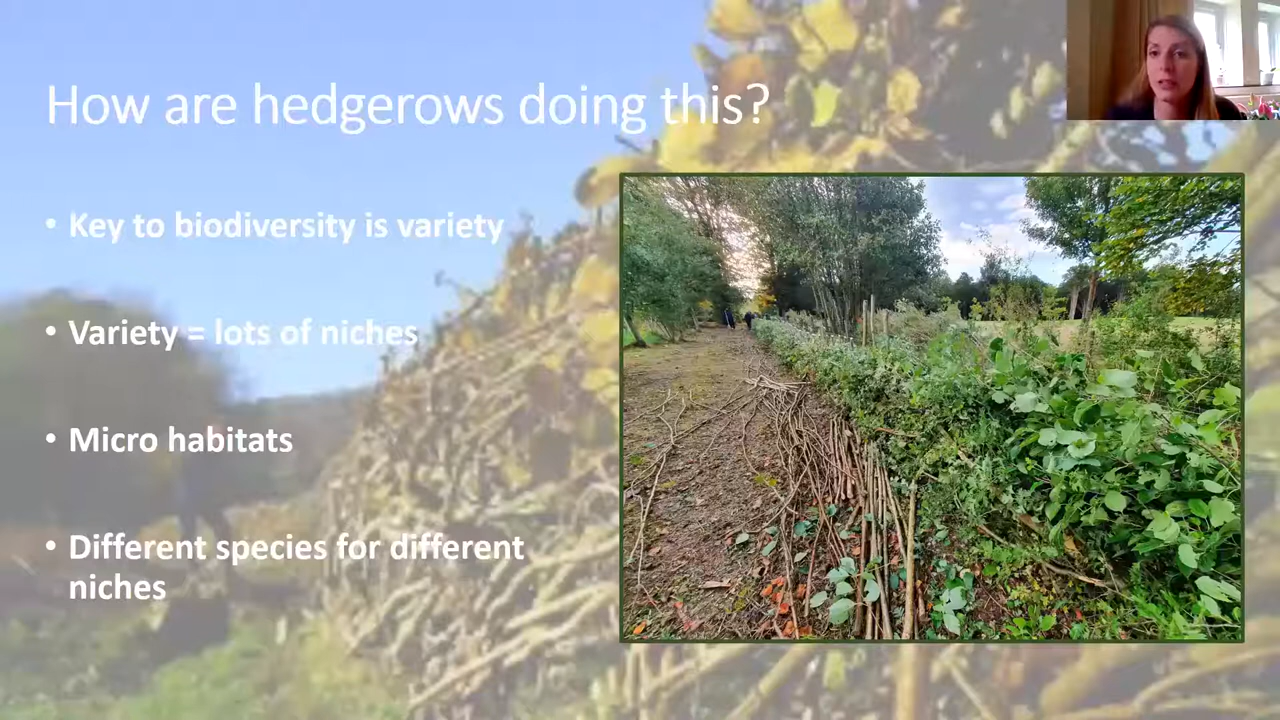 How are hedgerows doing this?
• Key to biodiversity is variety
• Variety = lots of niches
• Micro habitats
• Different species for different
niches